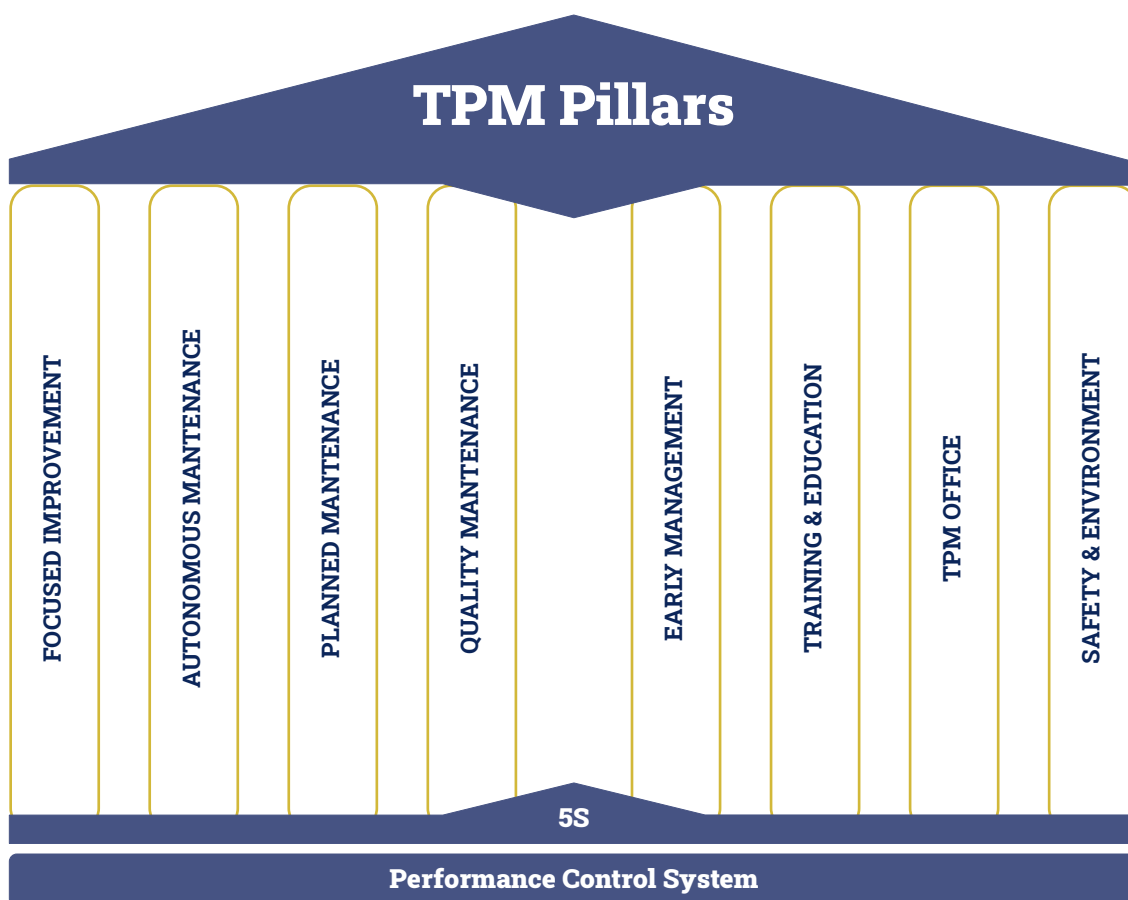 TPM Pillars
FOCUSED IMPROVEMENT
AUTONOMOUS MANTENANCE
PLANNED MANTENANCE
QUALITY MANTENANCE
EARLY MANAGEMENT
TRAINING & EDUCATION
TPM OFFICE
SAFETY & ENVIRONMENT
5S
Performance Control System